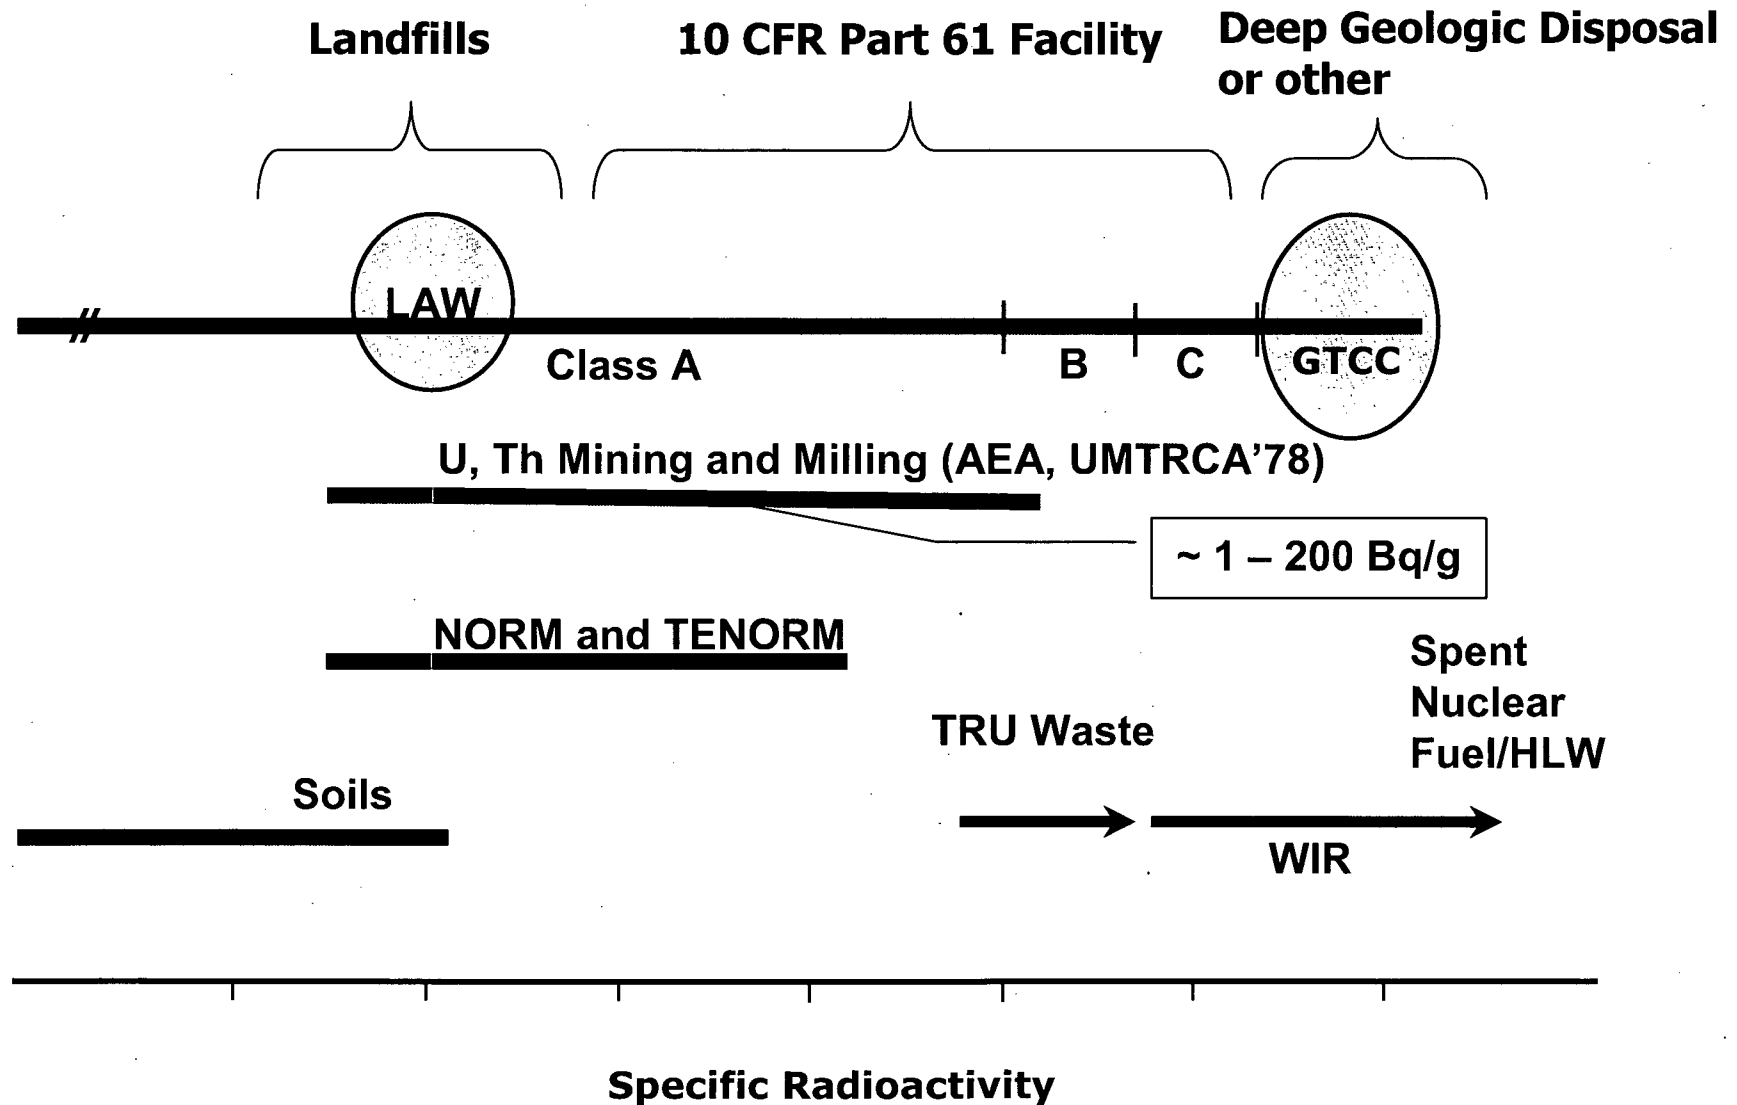 Landfills
10 CFR Part 61 Facility
Deep Geologic Disposal
or other
//
LAW
Class A
B
C
GTCC
U, Th Mining and Milling (AEA, UMTRCA’78)
~ 1 – 200 Bq/g
NORM and TENORM
Spent
Nuclear
Fuel/HLW
TRU Waste
Soils
WIR
Specific Radioactivity